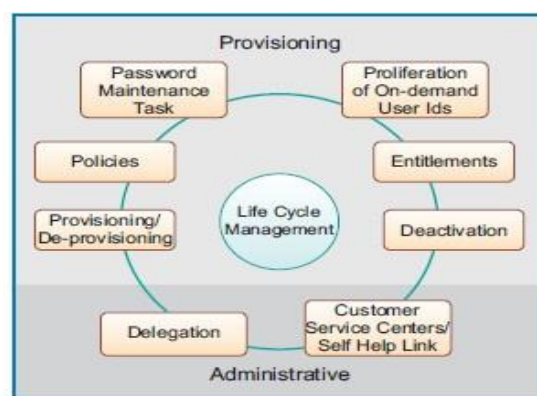 Provisioning
Password
Maintenance
Task
Proliferation
of On-demand
User Ids
Policies
Entitlements
Provisioning/
De-provisioning
Life Cycle
Management
Deactivation
Delegation
Customer
Service Centers/
Self Help Link
Administrative